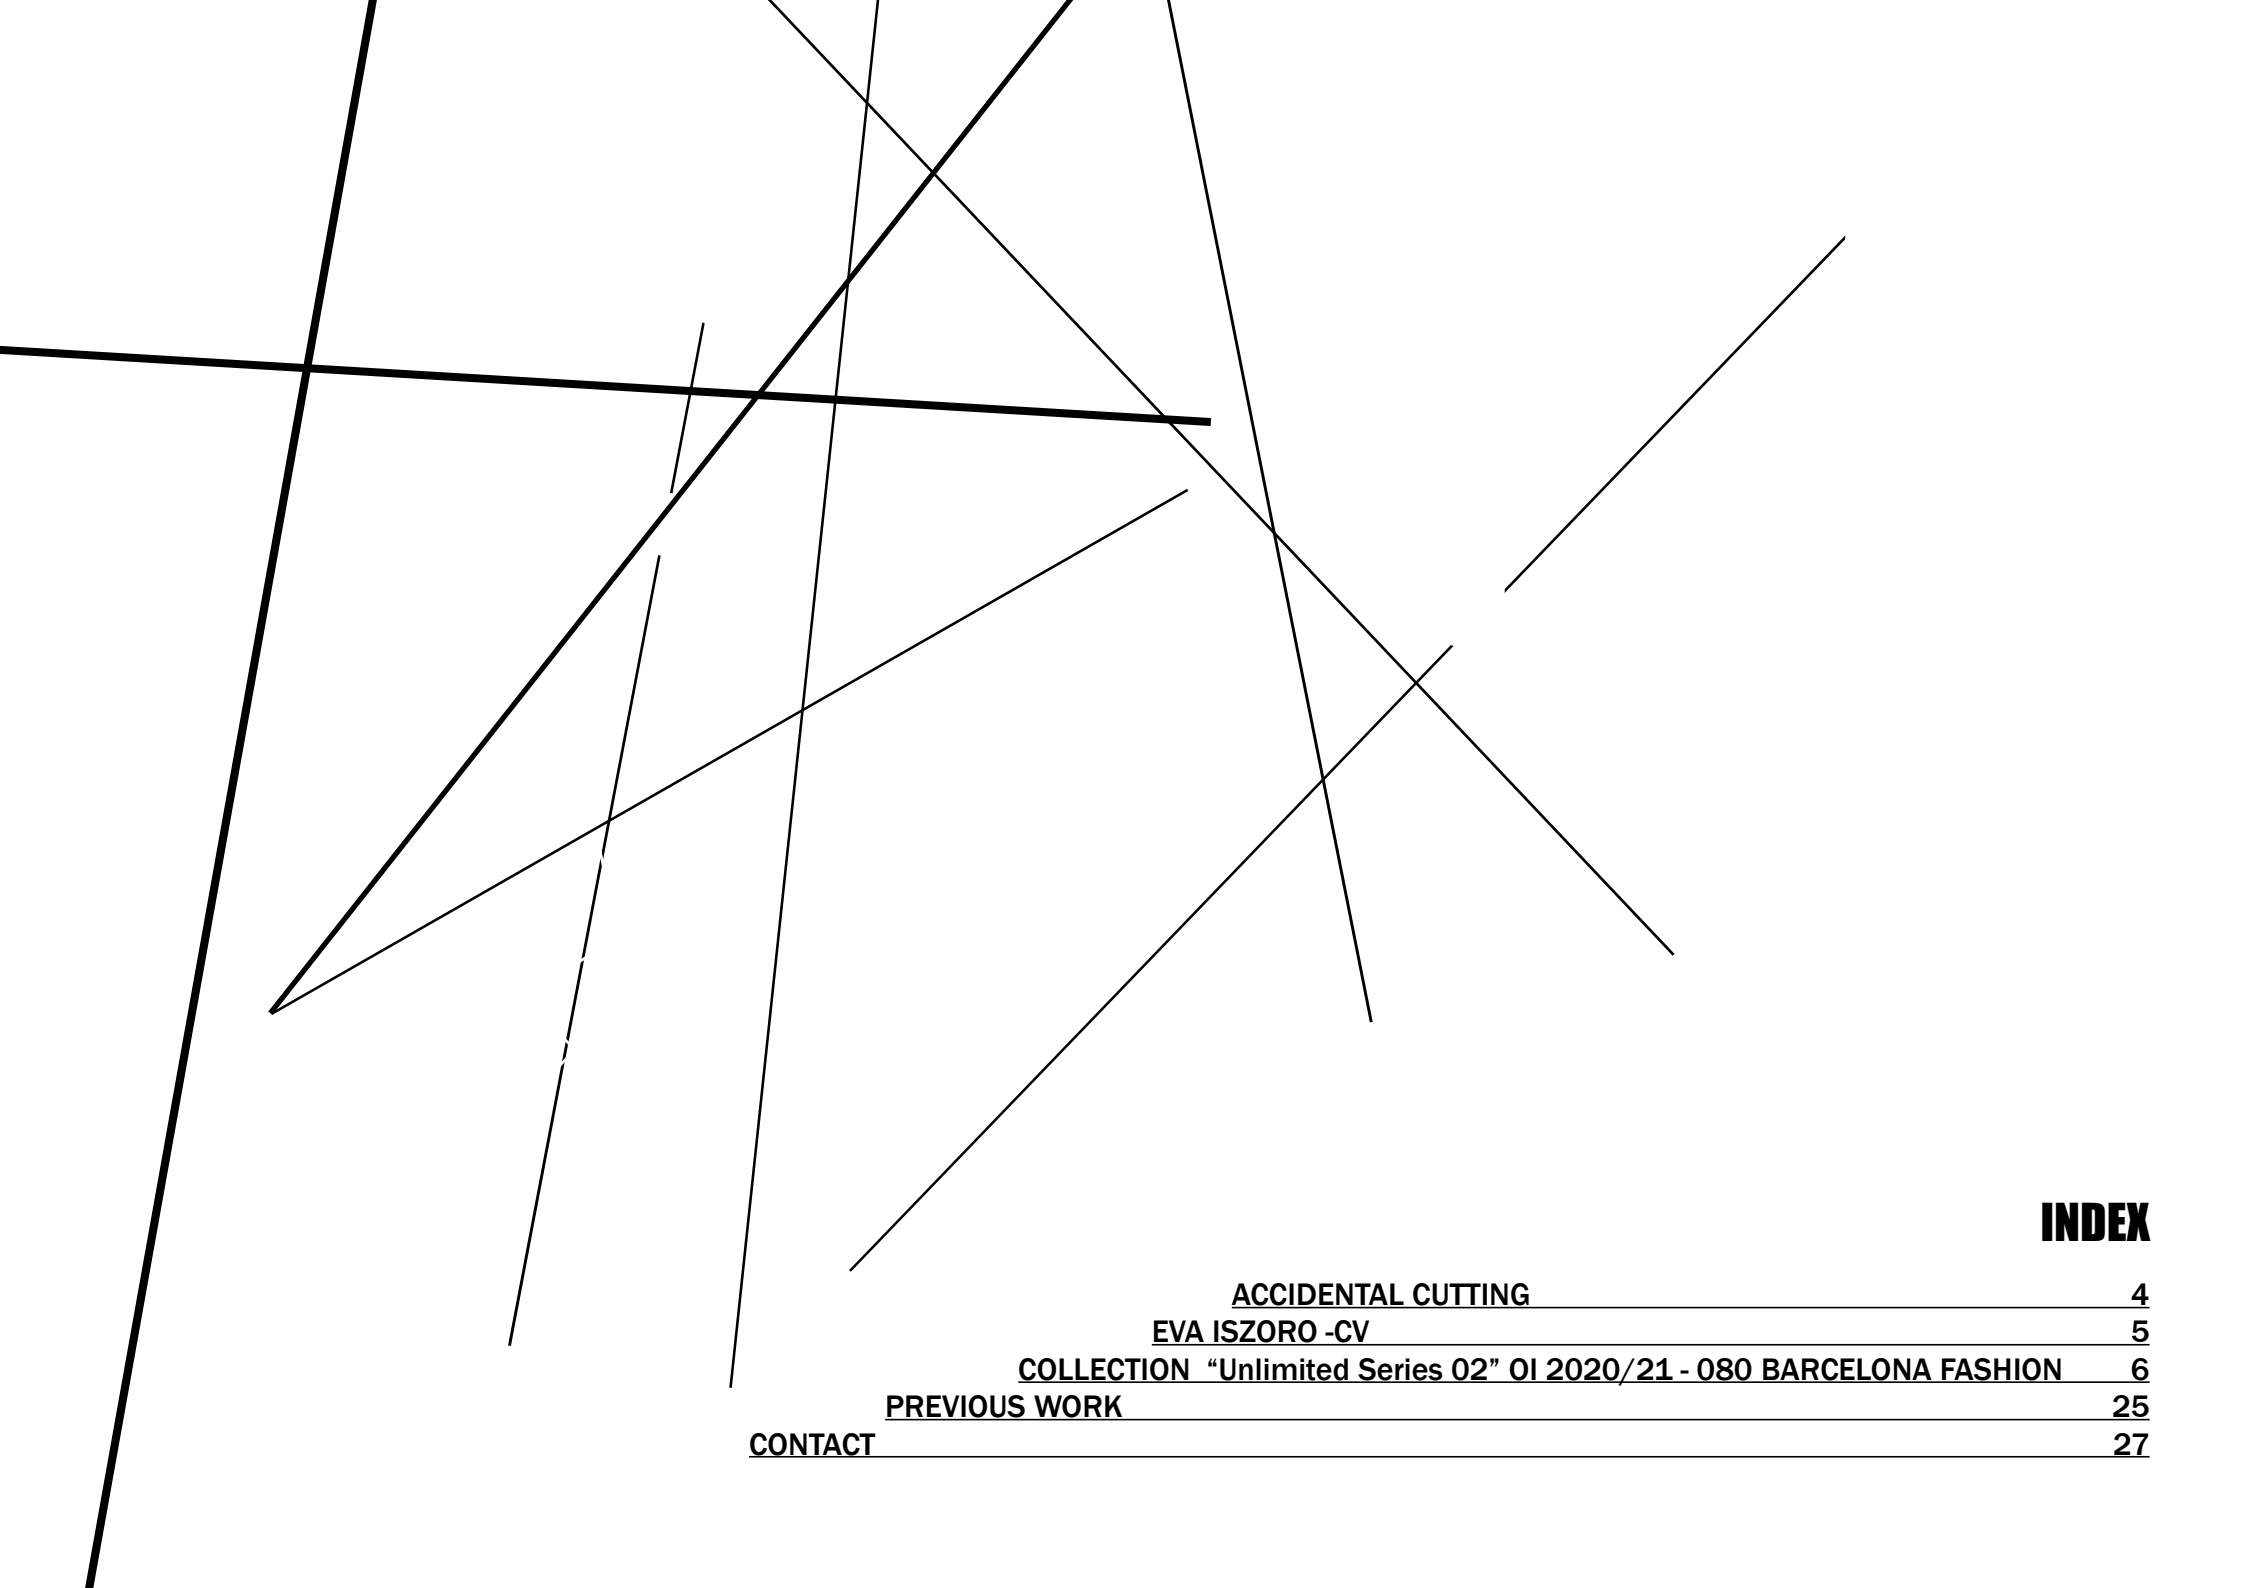 INDEX
ACCIDENTAL CUTTING 4
EVA ISZORO -CV 5
COLLECTION “Unlimited Series 02” OI 2020/21 - 080 BARCELONA FASHION 6
PREVIOUS WORK 25
CONTACT 27